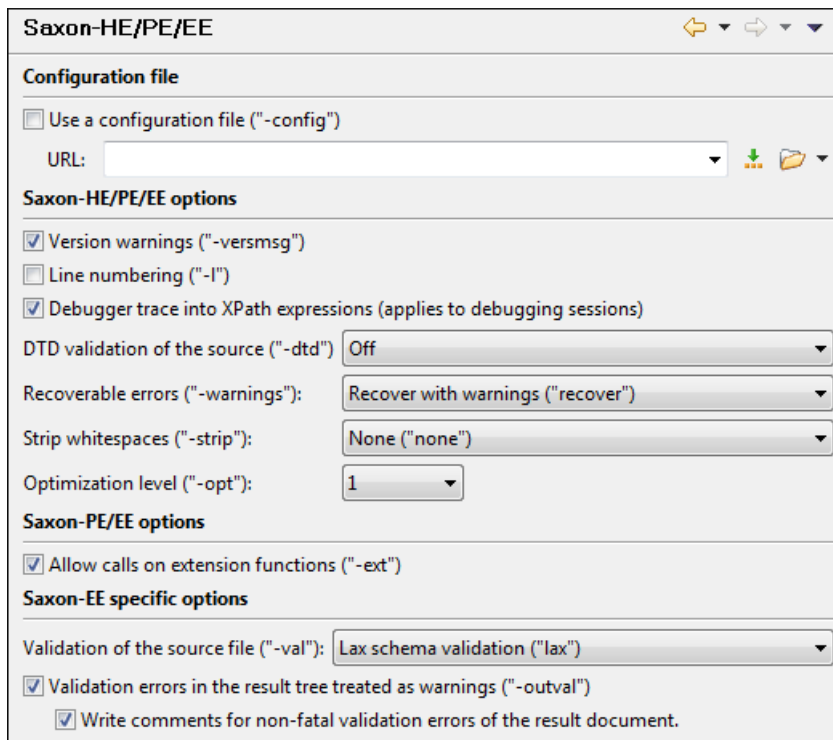 Saxon-HE/PE/EE
Configuration file
Use a configuration file ("-config")
URL:
Saxon-HE/PE/EE options
Version warnings ("-versmsg")
Line numbering ("-l")
Debugger trace into XPath expressions (applies to debugging sessions)
DTD validation of the source ("-dtd") Off
Recoverable errors ("-warnings"): Recover with warnings ("recover")
Strip whitespaces ("-strip"): None ("none")
Optimization level ("-opt"): 1
Saxon-PE/EE options
Allow calls on extension functions ("-ext")
Saxon-EE specific options
Validation of the source file ("-val"): Lax schema validation ("lax")
Validation errors in the result tree treated as warnings ("-outval")
Write comments for non-fatal validation errors of the result document.